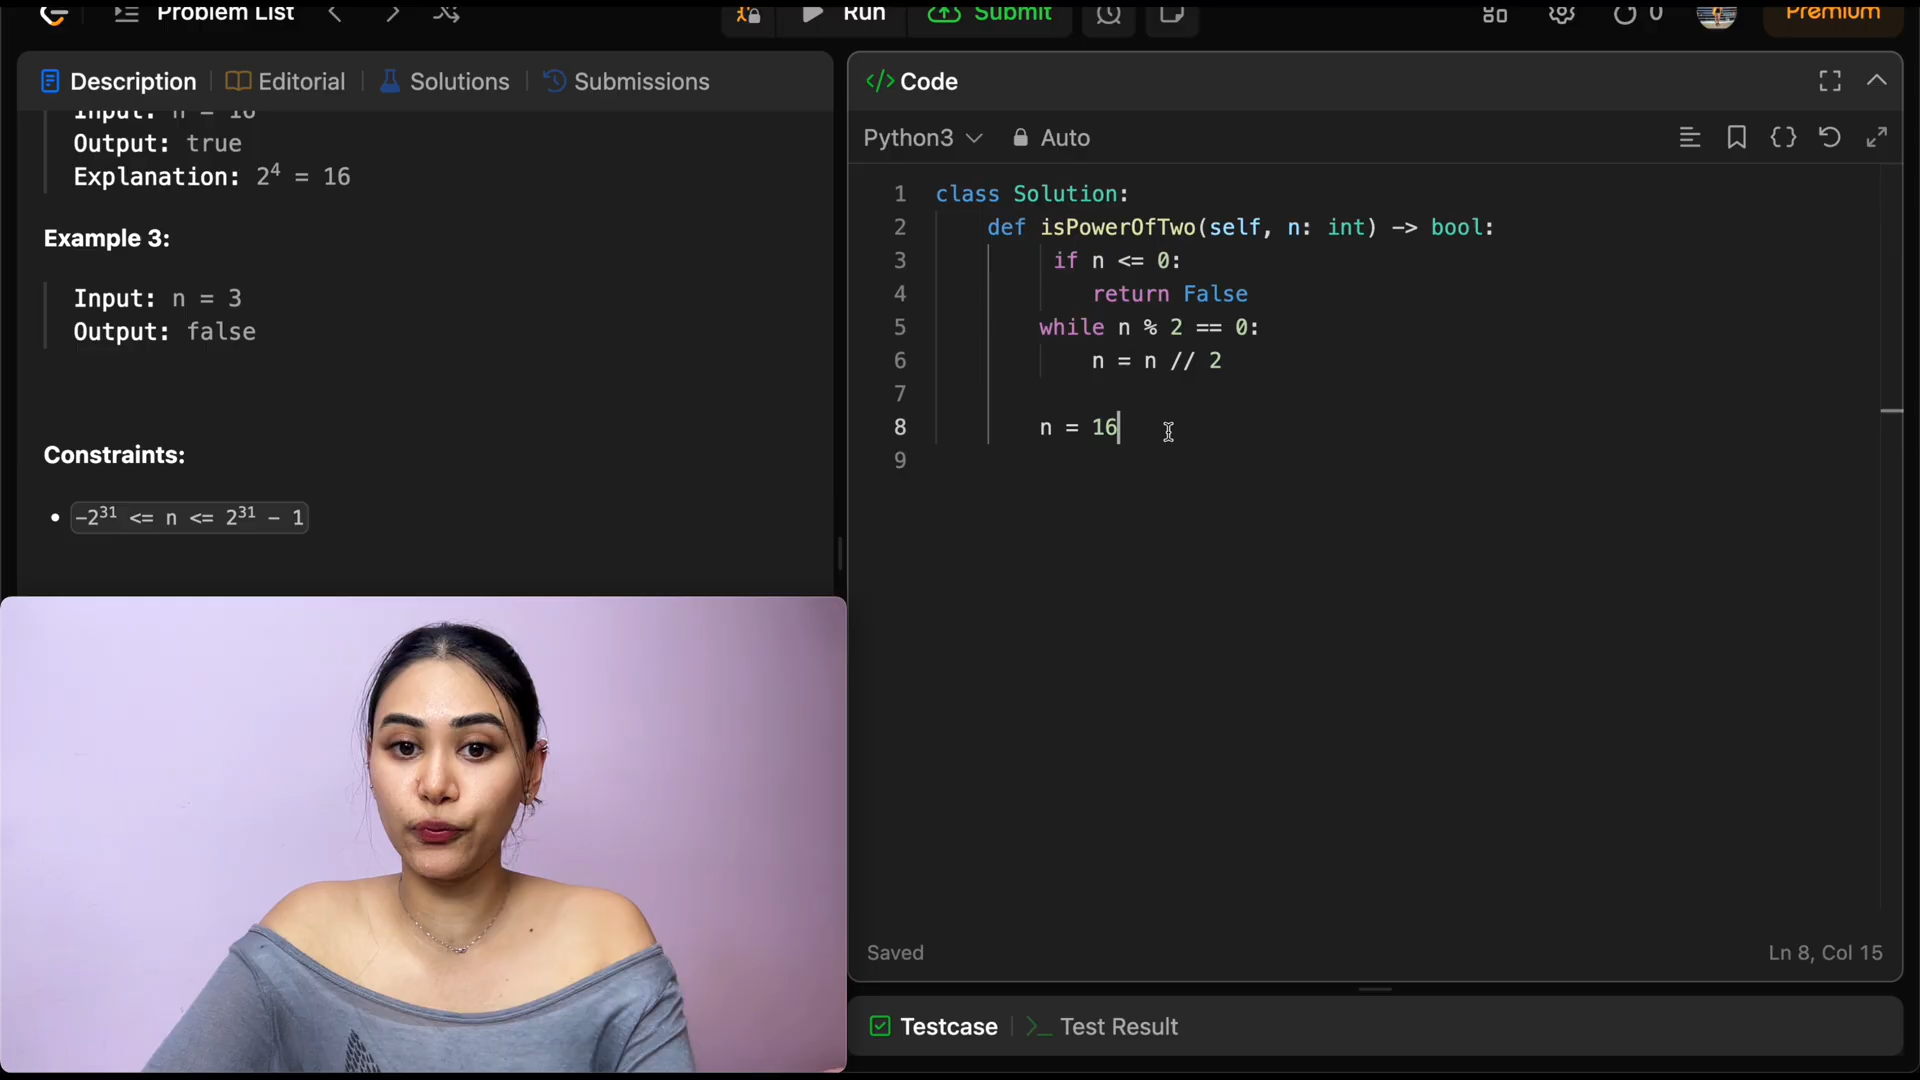 Problem List
Run
Submit
0
Premium
Description
Editorial
Solutions
Submissions
Input: n = 16
Output: true
Explanation: 2⁴ = 16
Example 3:
Input: n = 3
Output: false
Constraints:
• -2³¹ <= n <= 2³¹ - 1
</> Code
Python3
Auto
1 class Solution:
2 def isPowerOfTwo(self, n: int) -> bool:
3 if n <= 0:
4 return False
5 while n % 2 == 0:
6 n = n // 2
7
8 n = 16
9
Saved
Ln 8, Col 15
Testcase
>_ Test Result